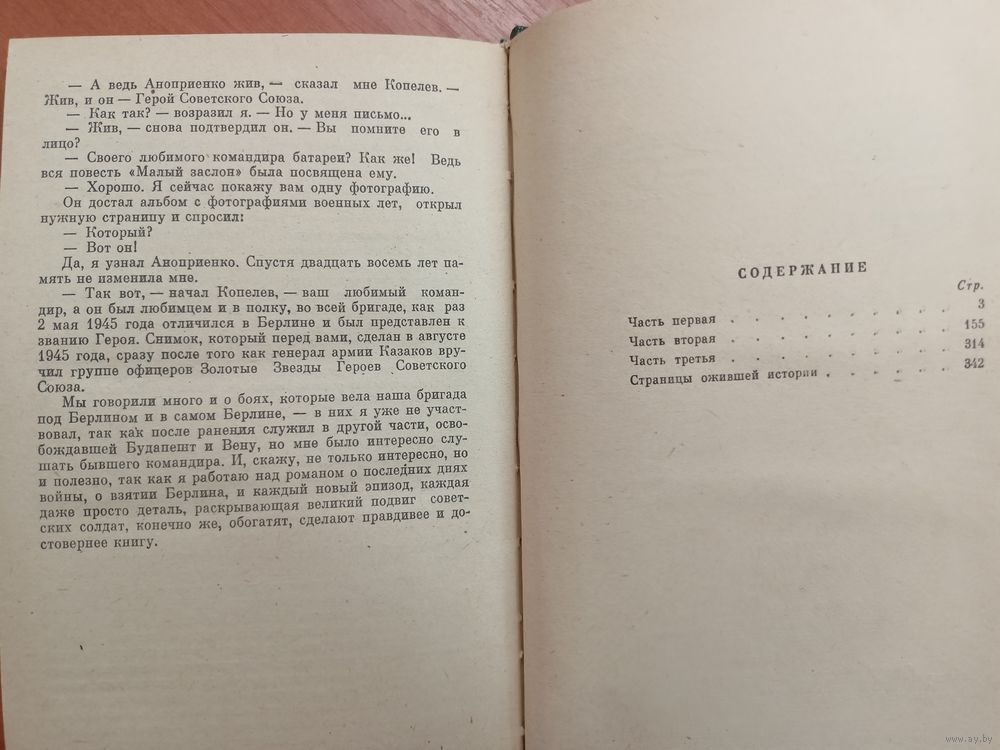 — А ведь Аноприенко жив, — сказал мне Копелев. —
Жив, и он — Герой Советского Союза.
— Как так? — возразил я. — Но у меня письмо...
— Жив, — снова подтвердил он. — Вы помните его в
лицо?
— Своего любимого командира батареи? Как же! Ведь
вся повесть «Малый заслон» была посвящена ему.
— Хорошо. Я сейчас покажу вам одну фотографию.
Он достал альбом с фотографиями военных лет, открыл
нужную страницу и спросил:
— Который?
— Вот он!
Да, я узнал Аноприенко. Спустя двадцать восемь лет па-
мять не изменила мне.
— Так вот, — начал Копелев, — ваш любимый коман-
дир, а он был любимцем и в полку, во всей бригаде, как раз
2 мая 1945 года отличился в Берлине и был представлен к
званию Героя. Снимок, который перед вами, сделан в августе
1945 года, сразу после того как генерал армии Казаков вру-
чил группе офицеров Золотые Звезды Героев Советского
Союза.
Мы говорили много и о боях, которые вела наша бригада
под Берлином и в самом Берлине, — в них я уже не участ-
вовал, так как после ранения служил в другой части, осво-
бождавшей Будапешт и Вену, но мне было интересно слу-
шать бывшего командира. И, скажу, не только интересно, но
и полезно, так как я работаю над романом о последних днях
войны, о взятии Берлина, и каждый новый эпизод, каждая
даже просто деталь, раскрывающая великий подвиг совет-
ских солдат, конечно же, обогатят, сделают правдивее и до-
стовернее книгу.
СОДЕРЖАНИЕ
Стр.
Часть первая . . . . . . . . . 3
Часть вторая . . . . . . . . . 155
Часть третья . . . . . . . . . 314
Страницы ожившей истории . . . . . . 342
www.ay.by